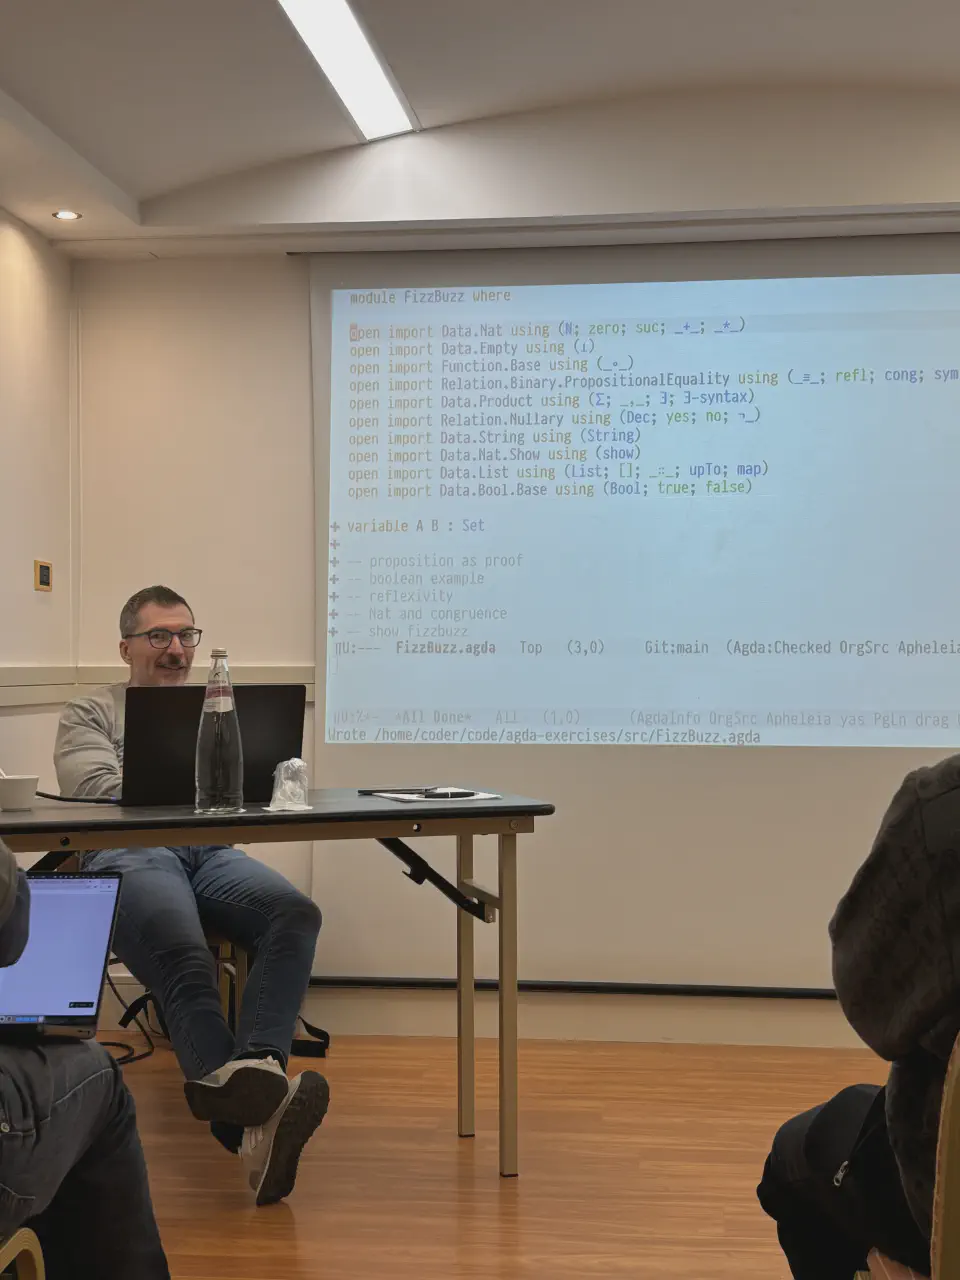 module FizzBuzz where
open import Data.Nat using (ℕ; zero; suc; _+_; _*_)
open import Data.Empty using (⊥)
open import Function.Base using (_∘_)
open import Relation.Binary.PropositionalEquality using (_≡_; refl; cong; sym
open import Data.Product using (Σ; _,_; ∃; ∃-syntax)
open import Relation.Nullary using (Dec; yes; no; ¬_)
open import Data.String using (String)
open import Data.Nat.Show using (show)
open import Data.List using (List; []; _∷_; upTo; map)
open import Data.Bool.Base using (Bool; true; false)
+ variable A B : Set
+
+ -- proposition as proof
+ -- boolean example
+ -- reflexivity
+ -- Nat and congruence
+ -- show fizzbuzz
U:--- FizzBuzz.agda Top (3,0) Git:main (Agda:Checked OrgSrc Apheleia
U:%*- *All Done* All (1,0) (AgdaInfo OrgSrc Apheleia yas PgLn drag
Wrote /home/coder/code/agda-exercises/src/FizzBuzz.agda